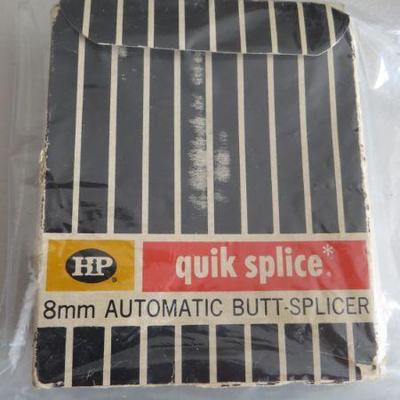 HP® quik splice*
8mm AUTOMATIC BUTT-SPLICER